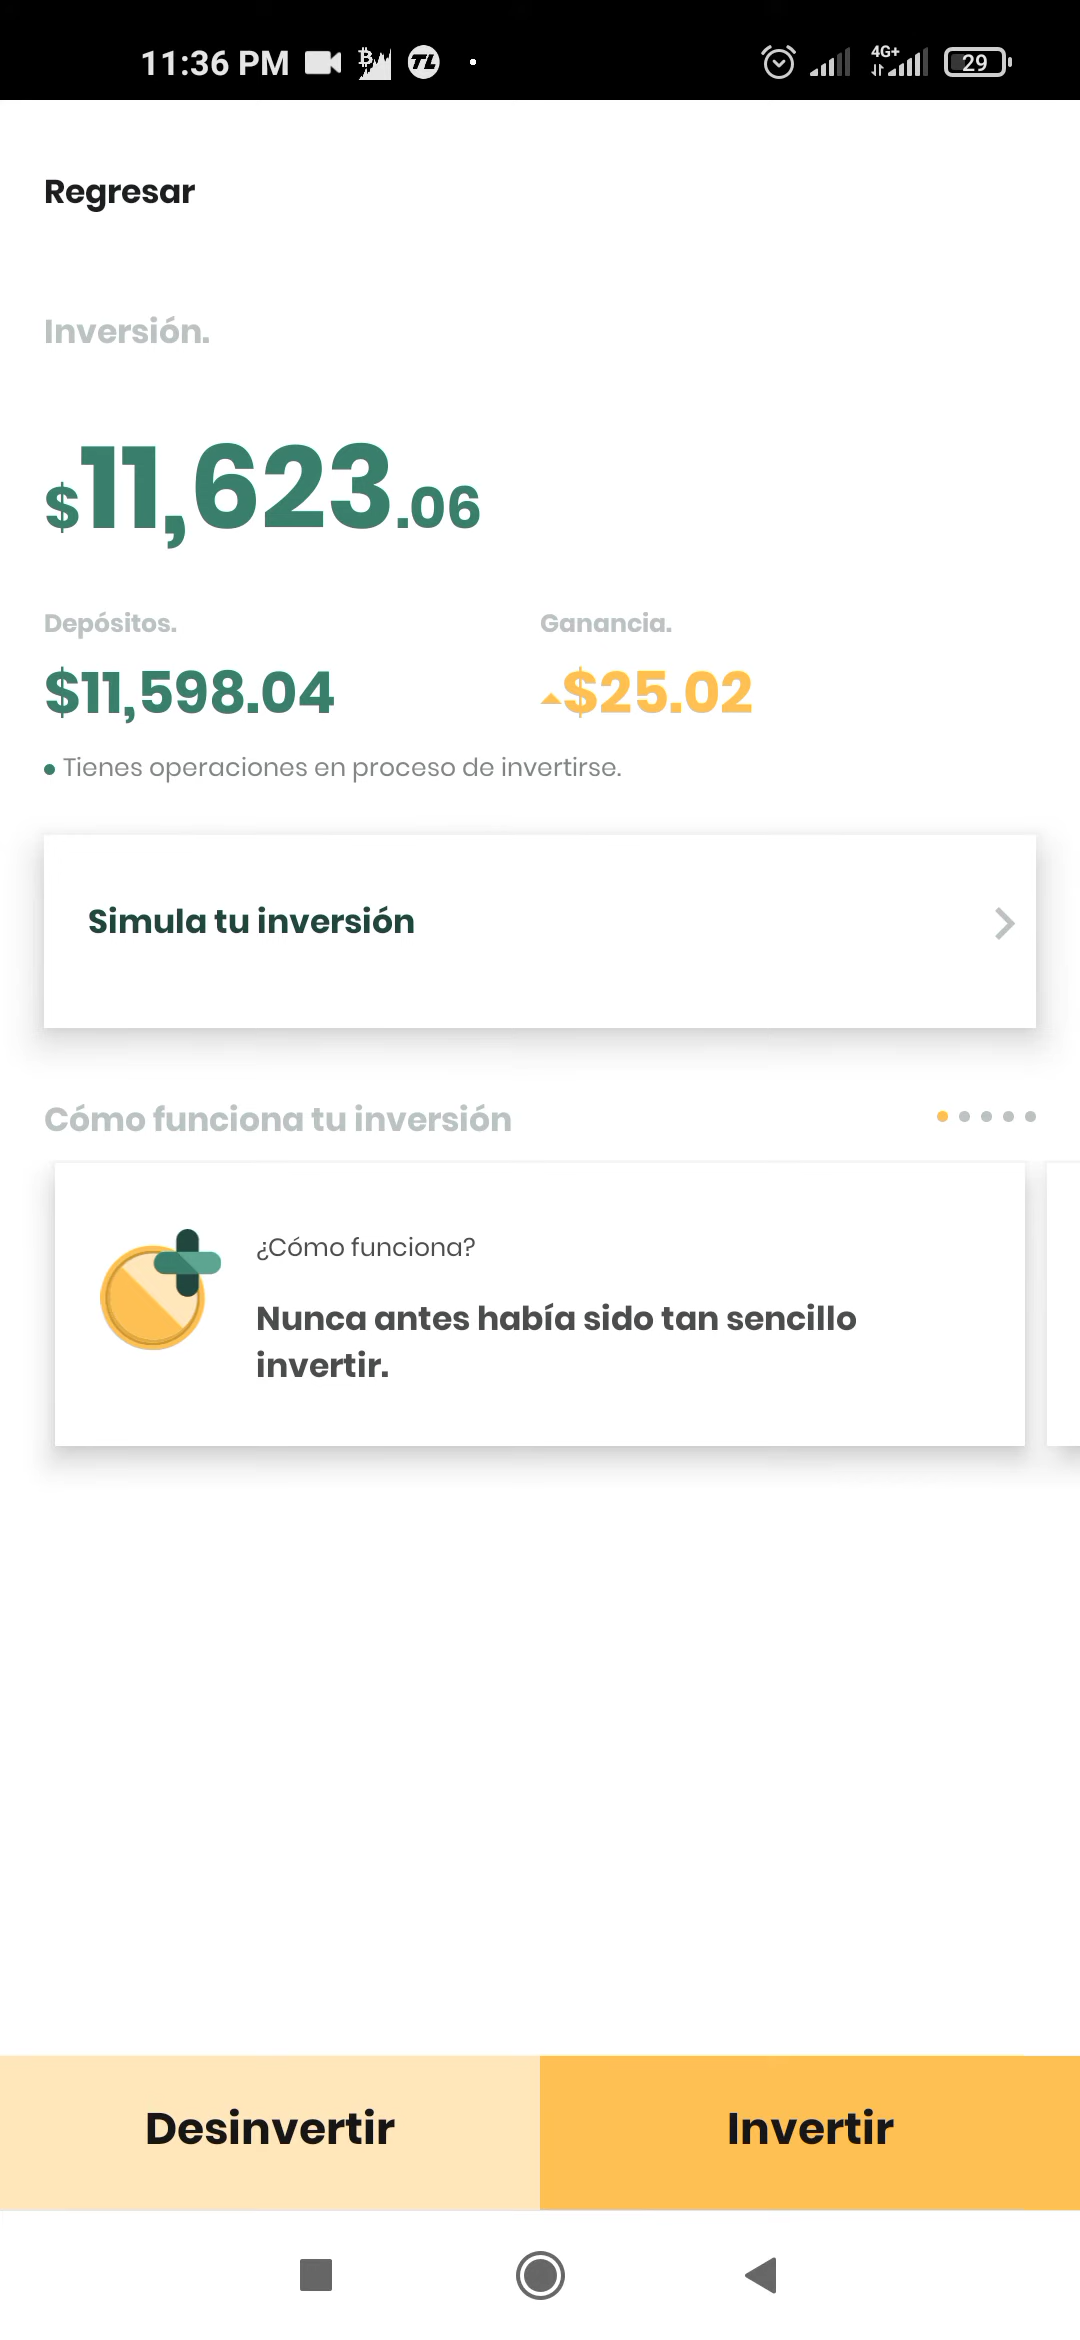 11:36 PM
4G+
29
Regresar
Inversión.
$11,623.06
Depósitos.
Ganancia.
$11,598.04
$25.02
Tienes operaciones en proceso de invertirse.
Simula tu inversión
Cómo funciona tu inversión
¿Cómo funciona?
Nunca antes había sido tan sencillo
invertir.
Desinvertir
Invertir